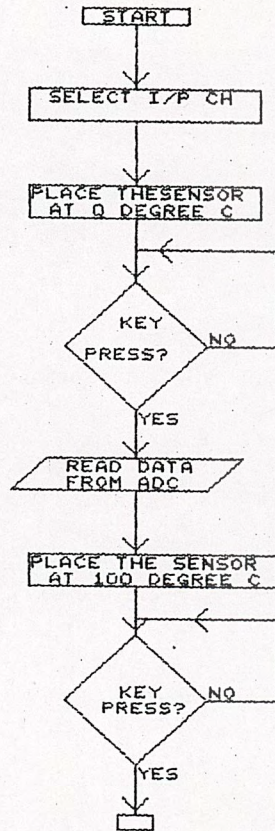 START
SELECT I/P CH
PLACE THESENSOR
AT 0 DEGREE C
KEY
PRESS?
NO
YES
READ DATA
FROM ADC
PLACE THE SENSOR
AT 100 DEGREE C
KEY
PRESS?
NO
YES